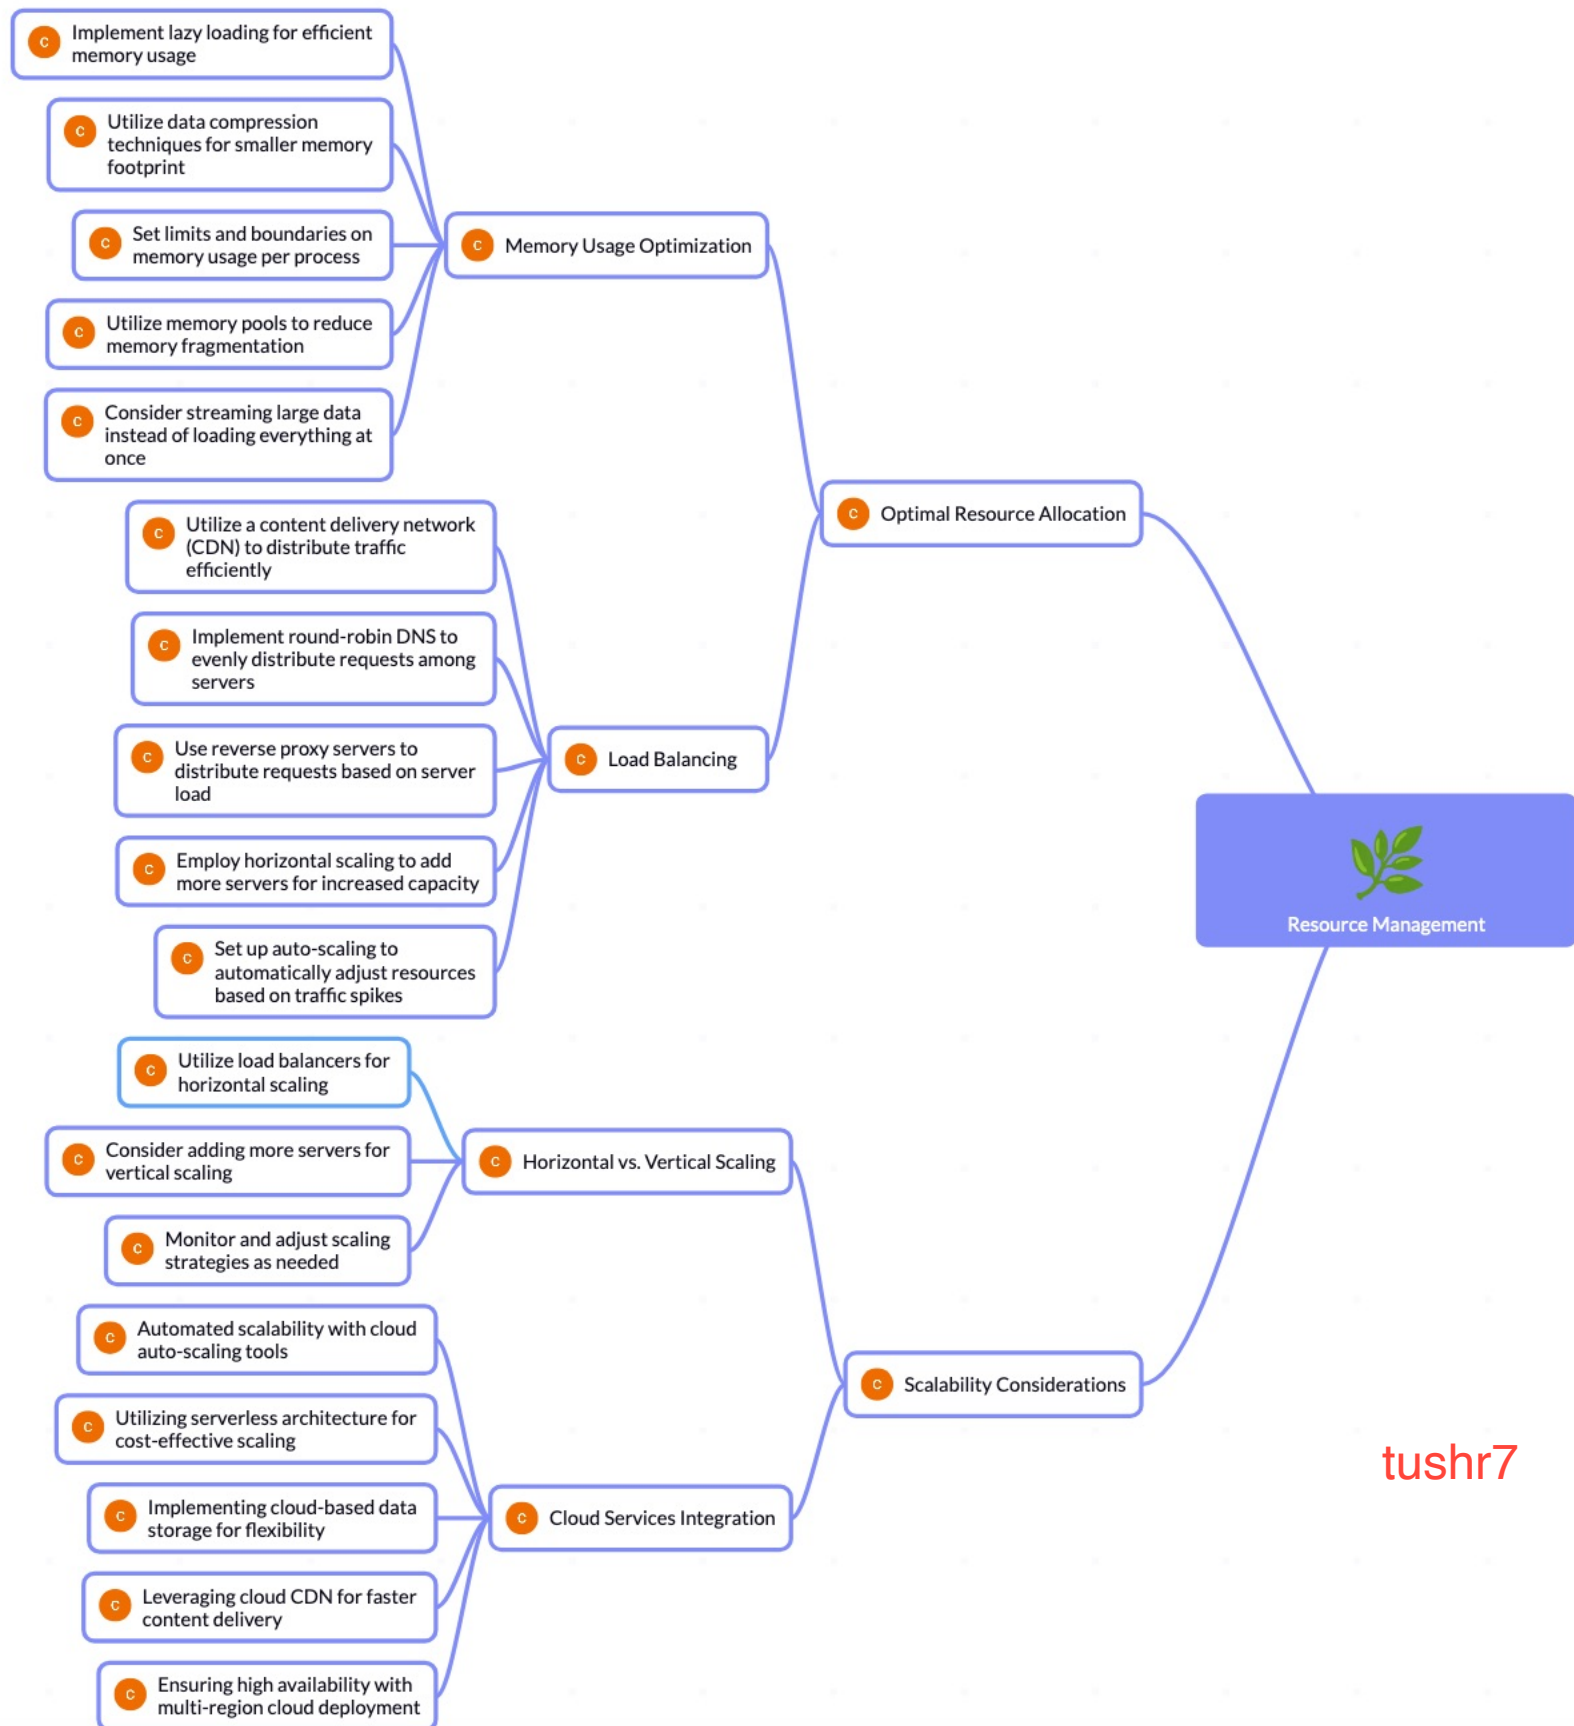 C
Implement lazy loading for efficient
memory usage
C
Utilize data compression
techniques for smaller memory
footprint
C
Set limits and boundaries on
memory usage per process
C
Utilize memory pools to reduce
memory fragmentation
C
Consider streaming large data
instead of loading everything at
once
C
Memory Usage Optimization
C
Utilize a content delivery network
(CDN) to distribute traffic
efficiently
C
Implement round-robin DNS to
evenly distribute requests among
servers
C
Use reverse proxy servers to
distribute requests based on server
load
C
Employ horizontal scaling to add
more servers for increased capacity
C
Set up auto-scaling to
automatically adjust resources
based on traffic spikes
C
Load Balancing
C
Optimal Resource Allocation
C
Utilize load balancers for
horizontal scaling
C
Consider adding more servers for
vertical scaling
C
Monitor and adjust scaling
strategies as needed
C
Horizontal vs. Vertical Scaling
C
Automated scalability with cloud
auto-scaling tools
C
Utilizing serverless architecture for
cost-effective scaling
C
Implementing cloud-based data
storage for flexibility
C
Leveraging cloud CDN for faster
content delivery
C
Ensuring high availability with
multi-region cloud deployment
C
Cloud Services Integration
C
Scalability Considerations
Resource Management
tushr7